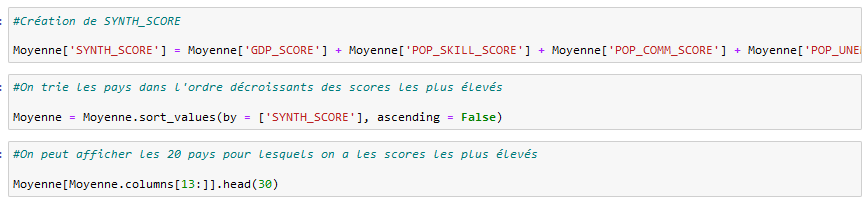 #Création de SYNTH_SCORE
Moyenne['SYNTH_SCORE'] = Moyenne['GDP_SCORE'] + Moyenne['POP_SKILL_SCORE'] + Moyenne['POP_COMM_SCORE'] + Moyenne['POP_UNE
#On trie les pays dans l'ordre décroissants des scores les plus élevés
Moyenne = Moyenne.sort_values(by = ['SYNTH_SCORE'], ascending = False)
#On peut afficher les 20 pays pour lesquels on a les scores les plus élevés
Moyenne[Moyenne.columns[13:]].head(30)